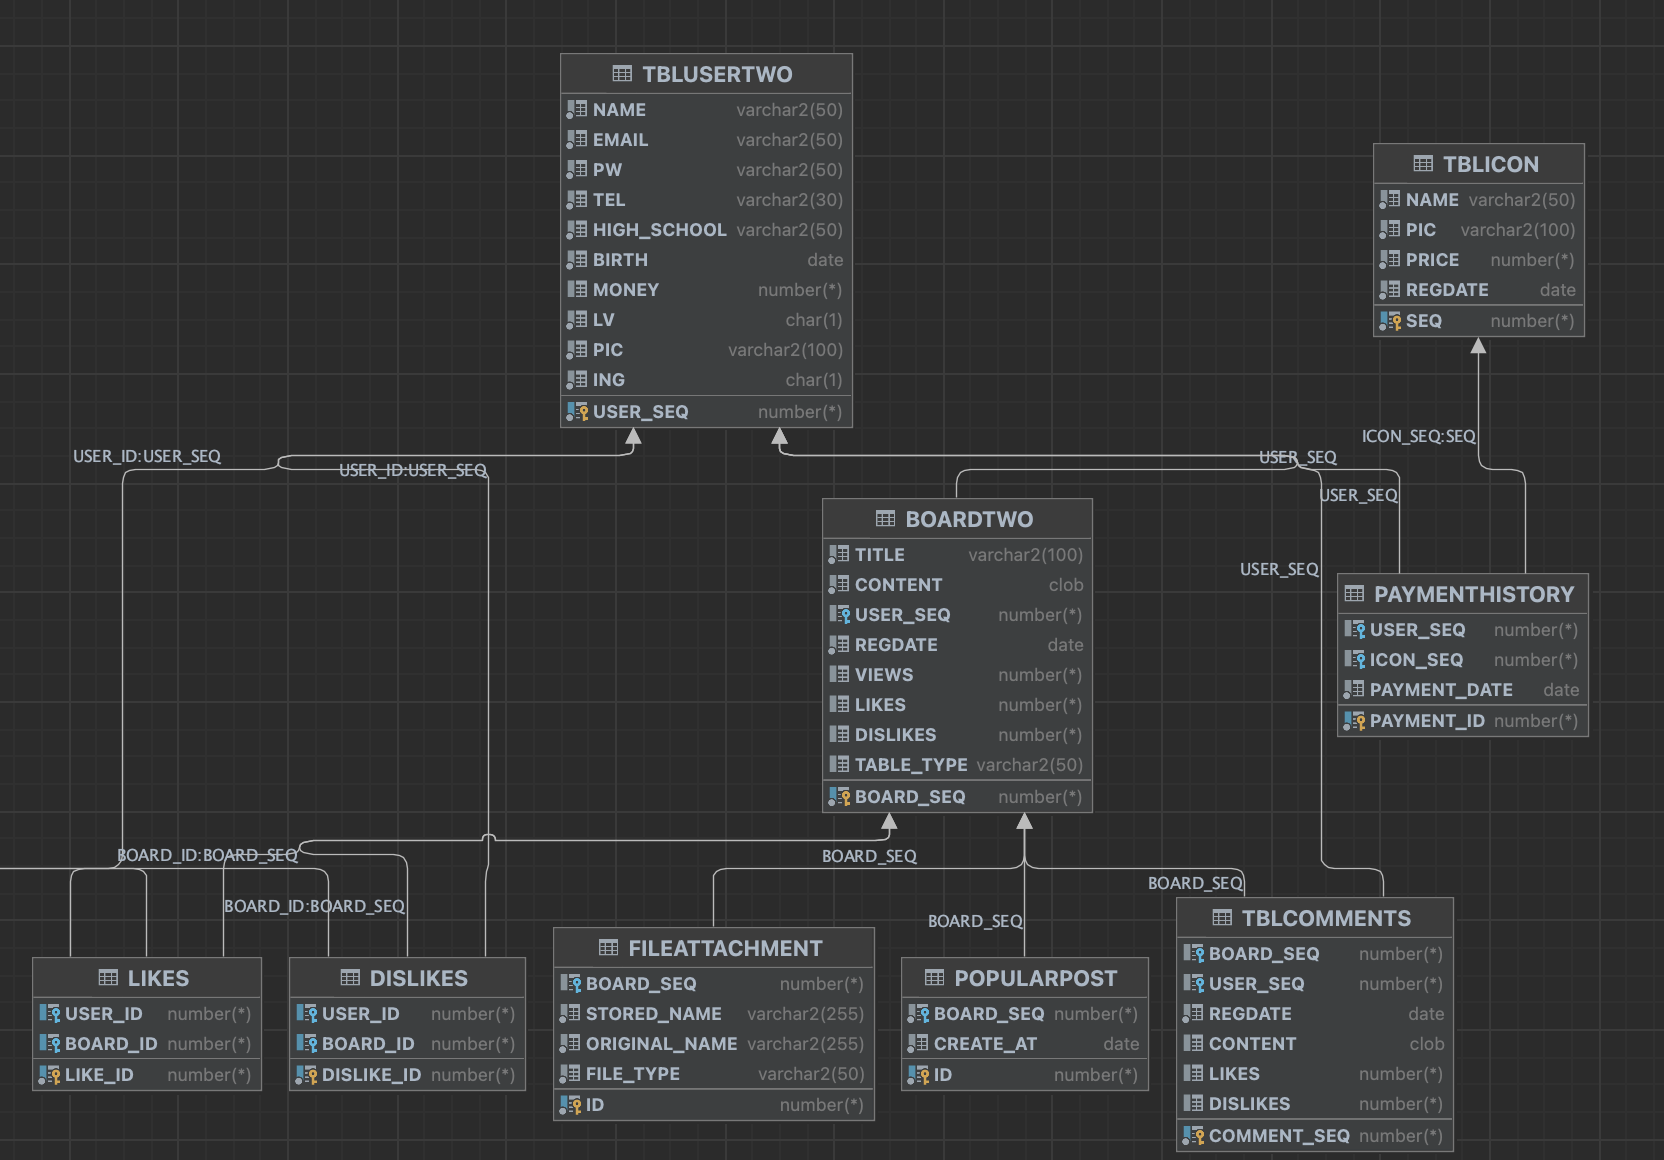 TBLUSERTWO
NAME varchar2(50)
EMAIL varchar2(50)
PW varchar2(50)
TEL varchar2(30)
HIGH_SCHOOL varchar2(50)
BIRTH date
MONEY number(*)
LV char(1)
PIC varchar2(100)
ING char(1)
USER_SEQ number(*)
TBLICON
NAME varchar2(50)
PIC varchar2(100)
PRICE number(*)
REGDATE date
SEQ number(*)
USER_ID:USER_SEQ
USER_ID:USER_SEQ
USER_SEQ
ICON_SEQ:SEQ
USER_SEQ
USER_SEQ
BOARDTWO
TITLE varchar2(100)
CONTENT clob
USER_SEQ number(*)
REGDATE date
VIEWS number(*)
LIKES number(*)
DISLIKES number(*)
TABLE_TYPE varchar2(50)
BOARD_SEQ number(*)
PAYMENTHISTORY
USER_SEQ number(*)
ICON_SEQ number(*)
PAYMENT_DATE date
PAYMENT_ID number(*)
BOARD_ID:BOARD_SEQ
BOARD_ID:BOARD_SEQ
BOARD_SEQ
BOARD_SEQ
BOARD_SEQ
LIKES
USER_ID number(*)
BOARD_ID number(*)
LIKE_ID number(*)
DISLIKES
USER_ID number(*)
BOARD_ID number(*)
DISLIKE_ID number(*)
FILEATTACHMENT
BOARD_SEQ number(*)
STORED_NAME varchar2(255)
ORIGINAL_NAME varchar2(255)
FILE_TYPE varchar2(50)
ID number(*)
POPULARPOST
BOARD_SEQ number(*)
CREATE_AT date
ID number(*)
TBLCOMMENTS
BOARD_SEQ number(*)
USER_SEQ number(*)
REGDATE date
CONTENT clob
LIKES number(*)
DISLIKES number(*)
COMMENT_SEQ number(*)